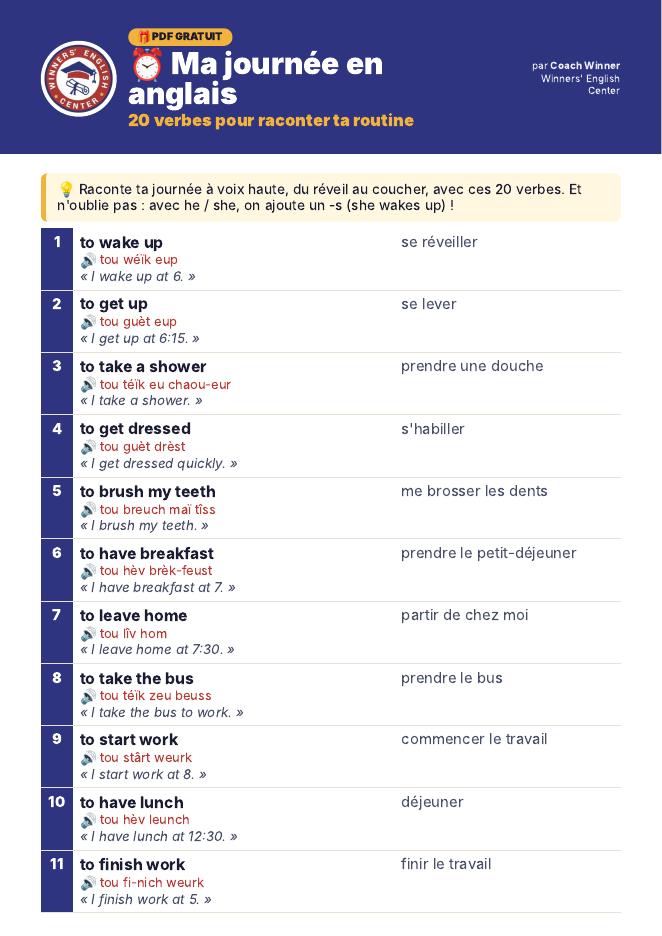 🎁 PDF GRATUIT
⏰ Ma journée en
anglais
20 verbes pour raconter ta routine
WINNERS' ENGLISH
CENTER
par Coach Winner
Winners' English
Center
💡 Raconte ta journée à voix haute, du réveil au coucher, avec ces 20 verbes. Et
n'oublie pas : avec he / she, on ajoute un -s (she wakes up) !
1 to wake up se réveiller
🔊 tou wéïk eup
« I wake up at 6. »
2 to get up se lever
🔊 tou guèt eup
« I get up at 6:15. »
3 to take a shower prendre une douche
🔊 tou téïk eu chaou-eur
« I take a shower. »
4 to get dressed s'habiller
🔊 tou guèt drèst
« I get dressed quickly. »
5 to brush my teeth me brosser les dents
🔊 tou breuch maï tîss
« I brush my teeth. »
6 to have breakfast prendre le petit-déjeuner
🔊 tou hèv brèk-feust
« I have breakfast at 7. »
7 to leave home partir de chez moi
🔊 tou lîv hom
« I leave home at 7:30. »
8 to take the bus prendre le bus
🔊 tou téïk zeu beuss
« I take the bus to work. »
9 to start work commencer le travail
🔊 tou stârt weurk
« I start work at 8. »
10 to have lunch déjeuner
🔊 tou hèv leunch
« I have lunch at 12:30. »
11 to finish work finir le travail
🔊 tou fi-nich weurk
« I finish work at 5. »